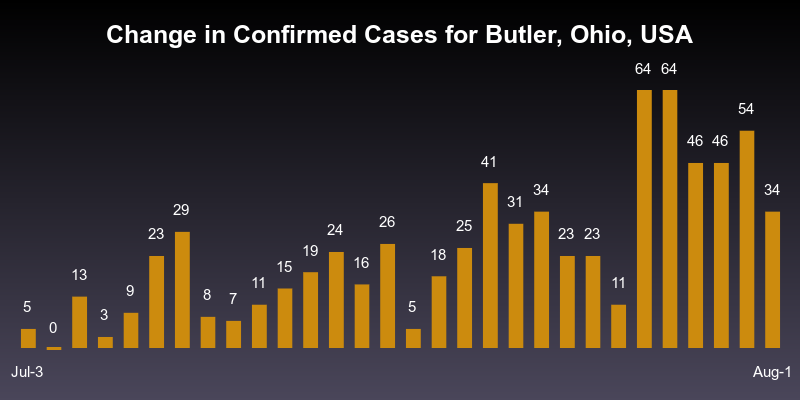 Change in Confirmed Cases for Butler, Ohio, USA
5 0 13 3 9 23 29 8 7 11 15 19 24 16 26 5 18 25 41 31 34 23 23 11 64 64 46 46 54 34
Jul-3 Aug-1